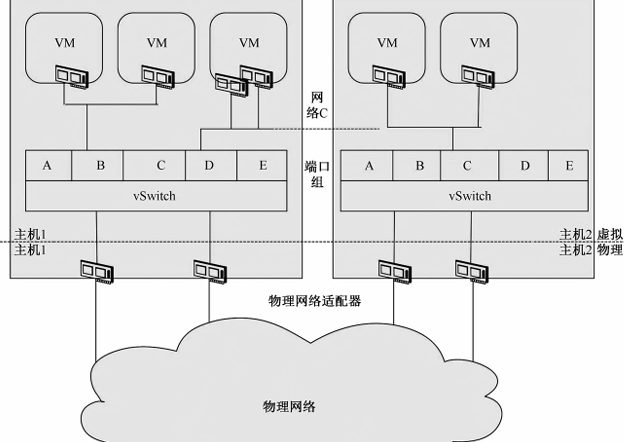 VM VM VM VM VM
网
络C
A B C D E 端口 A B C D E
组
vSwitch vSwitch
主机1 主机2 虚拟
主机1 主机2 物理
物理网络适配器
物理网络